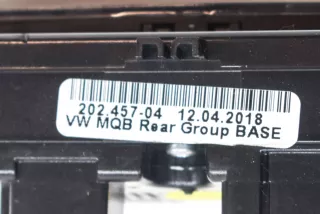 202.457-04 12.04.2018
VW MQB Rear Group BASE